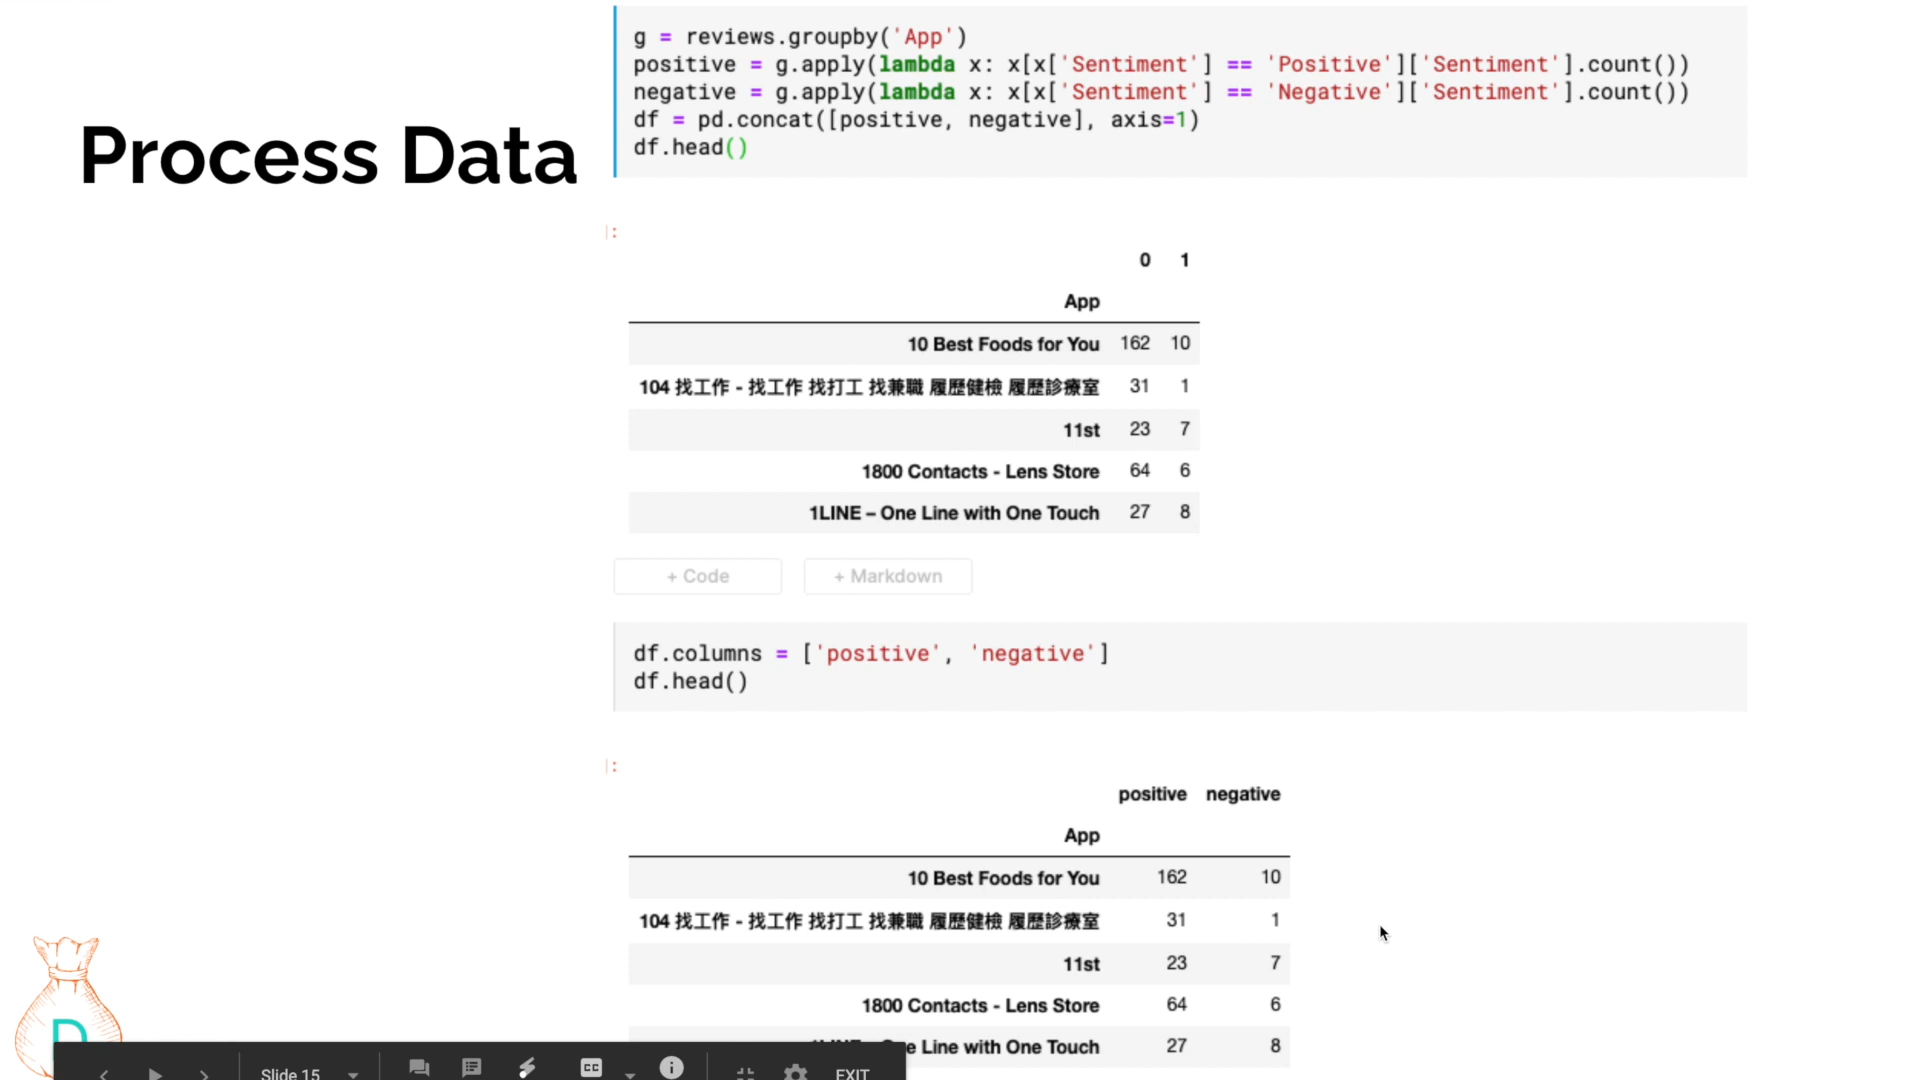 Process Data
g = reviews.groupby('App')
positive = g.apply(lambda x: x[x['Sentiment'] == 'Positive']['Sentiment'].count())
negative = g.apply(lambda x: x[x['Sentiment'] == 'Negative']['Sentiment'].count())
df = pd.concat([positive, negative], axis=1)
df.head()
]:
0 1
App
10 Best Foods for You 162 10
104 找工作 - 找工作 找打工 找兼職 履歷健檢 履歷診療室 31 1
11st 23 7
1800 Contacts - Lens Store 64 6
1LINE – One Line with One Touch 27 8
+ Code + Markdown
df.columns = ['positive', 'negative']
df.head()
]:
positive negative
App
10 Best Foods for You 162 10
104 找工作 - 找工作 找打工 找兼職 履歷健檢 履歷診療室 31 1
11st 23 7
1800 Contacts - Lens Store 64 6
e Line with One Touch 27 8
D
Slide 15 CC EXIT